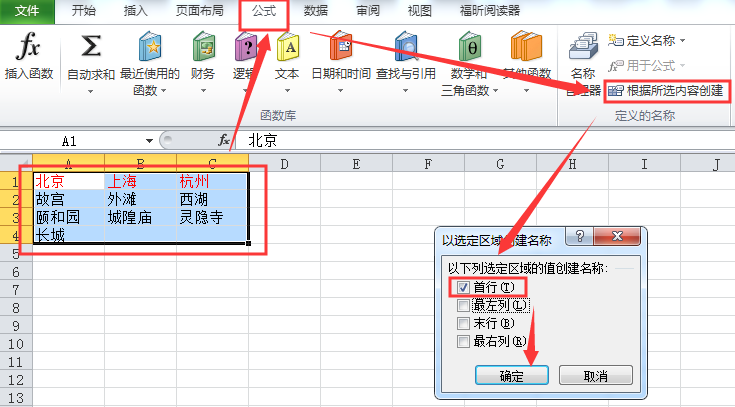 文件 开始 插入 页面布局 公式 数据 审阅 视图 福昕阅读器
fx Σ ? A θ 定义名称
插入函数 自动求和 最近使用的函数 财务 逻辑 文本 日期和时间 查找与引用 数学和三角函数 其他函数 名称管理器 用于公式
根据所选内容创建
函数库 定义的名称
A1 fx 北京
A B C D E F G H I J
1 北京 上海 杭州
2 故宫 外滩 西湖
3 颐和园 城隍庙 灵隐寺
4 长城
5
6
7
8
9
10
11
12
13
以选定区域创建名称 ?
以下列选定区域的值创建名称:
首行(T)
最左列(L)
末行(B)
最右列(R)
确定 取消